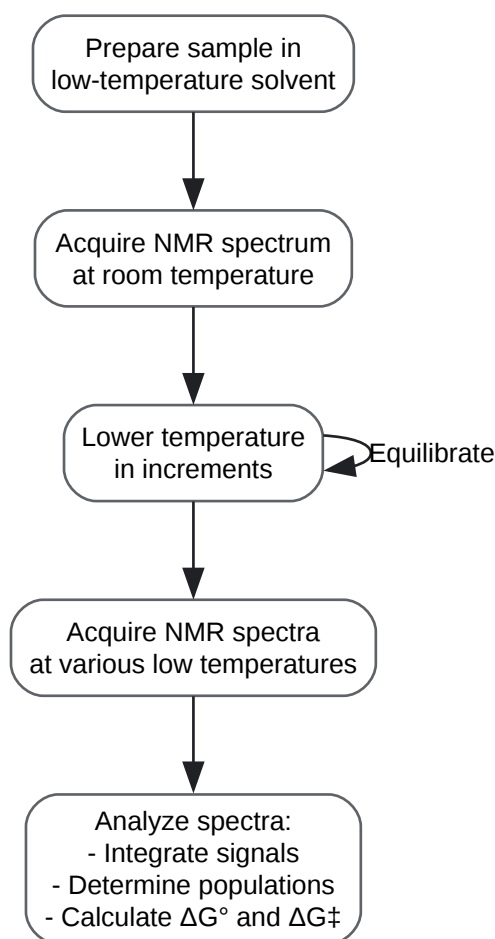 Prepare sample in
low-temperature solvent
Acquire NMR spectrum
at room temperature
Lower temperature
in increments
Equilibrate
Acquire NMR spectra
at various low temperatures
Analyze spectra:
- Integrate signals
- Determine populations
- Calculate ΔG° and ΔG‡